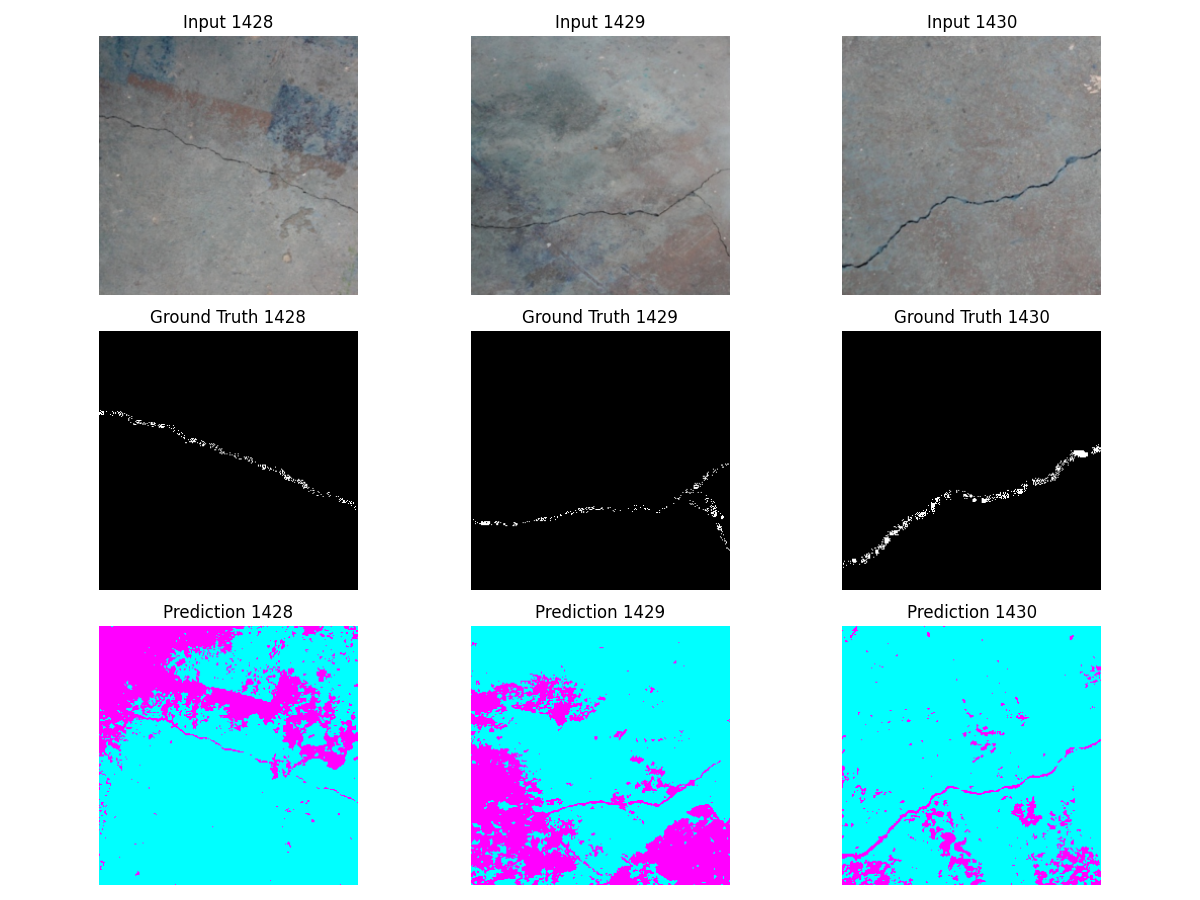 Input 1428
Input 1429
Input 1430
Ground Truth 1428
Ground Truth 1429
Ground Truth 1430
Prediction 1428
Prediction 1429
Prediction 1430